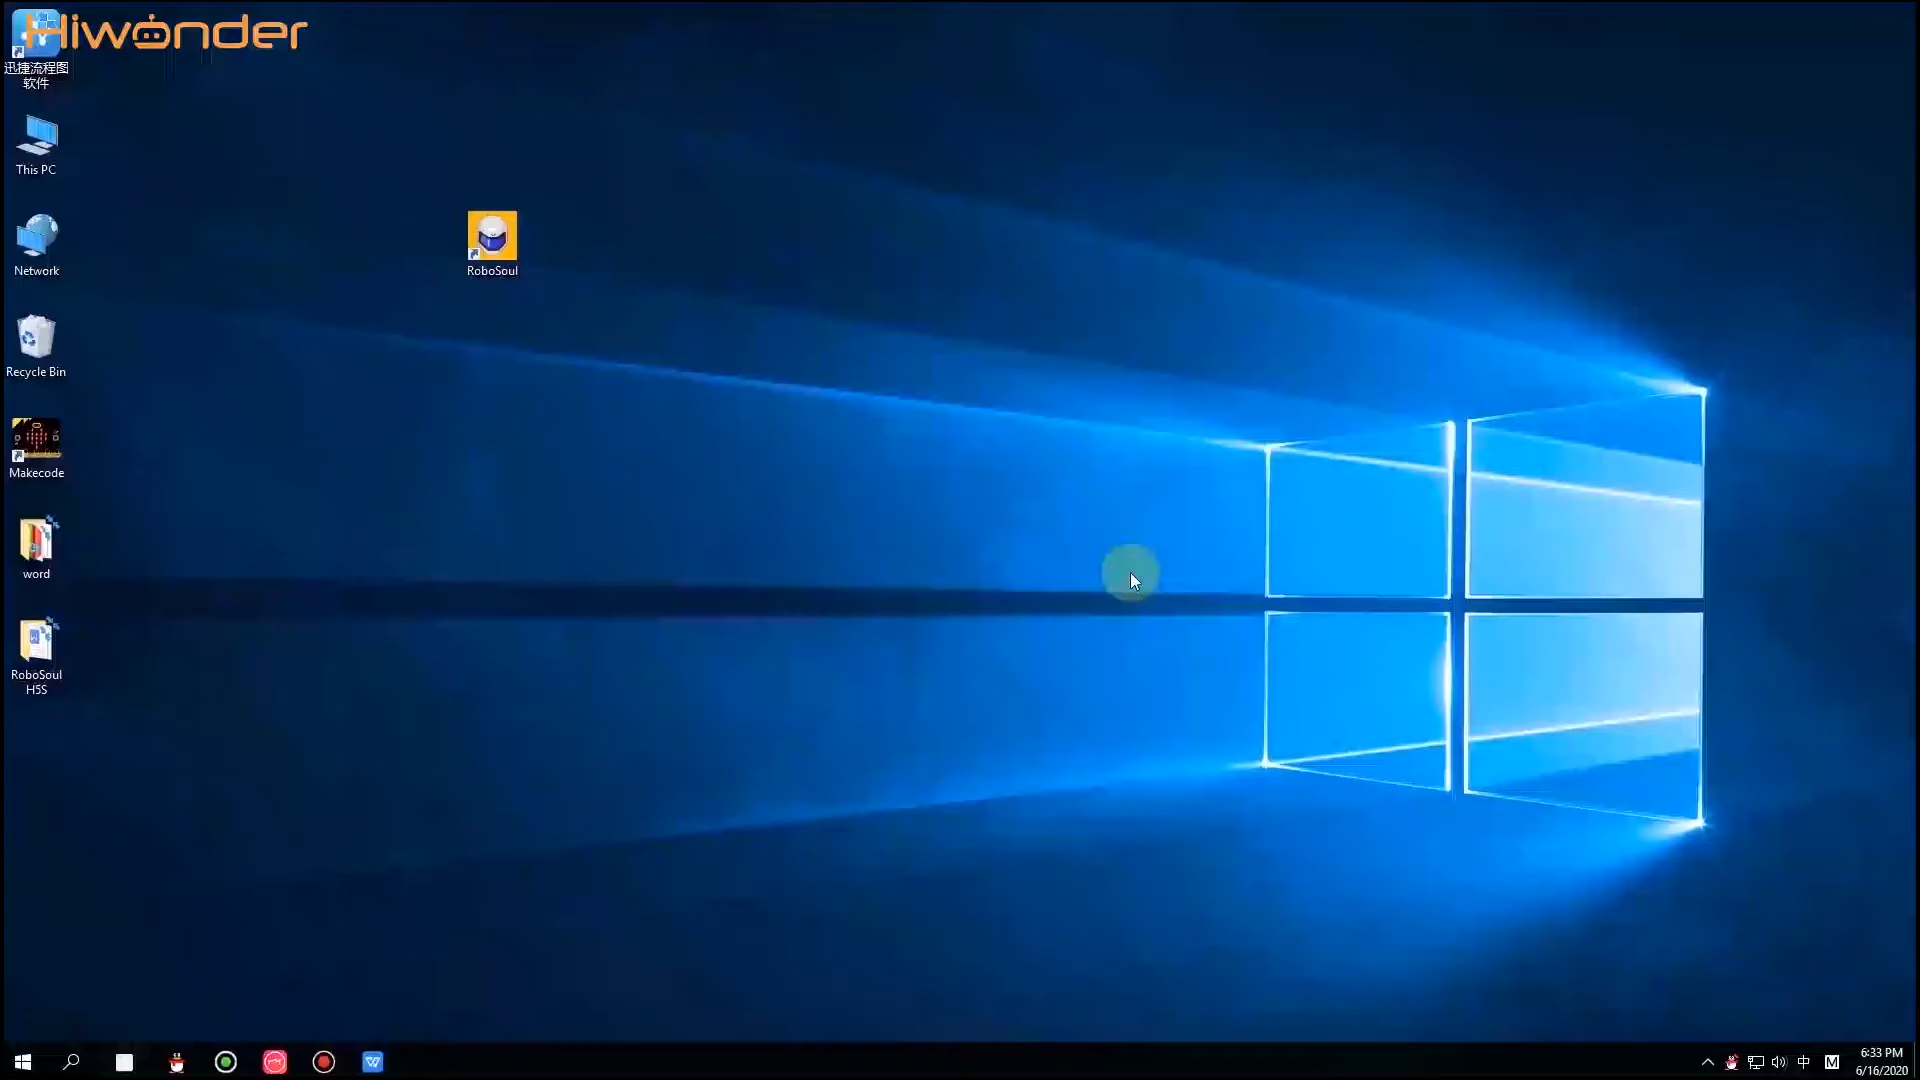 Hiwonder
迅捷流程图
软件
This PC
Network
Recycle Bin
Makecode
word
RoboSoul
H5S
RoboSoul
中
M
6:33 PM
6/16/2020